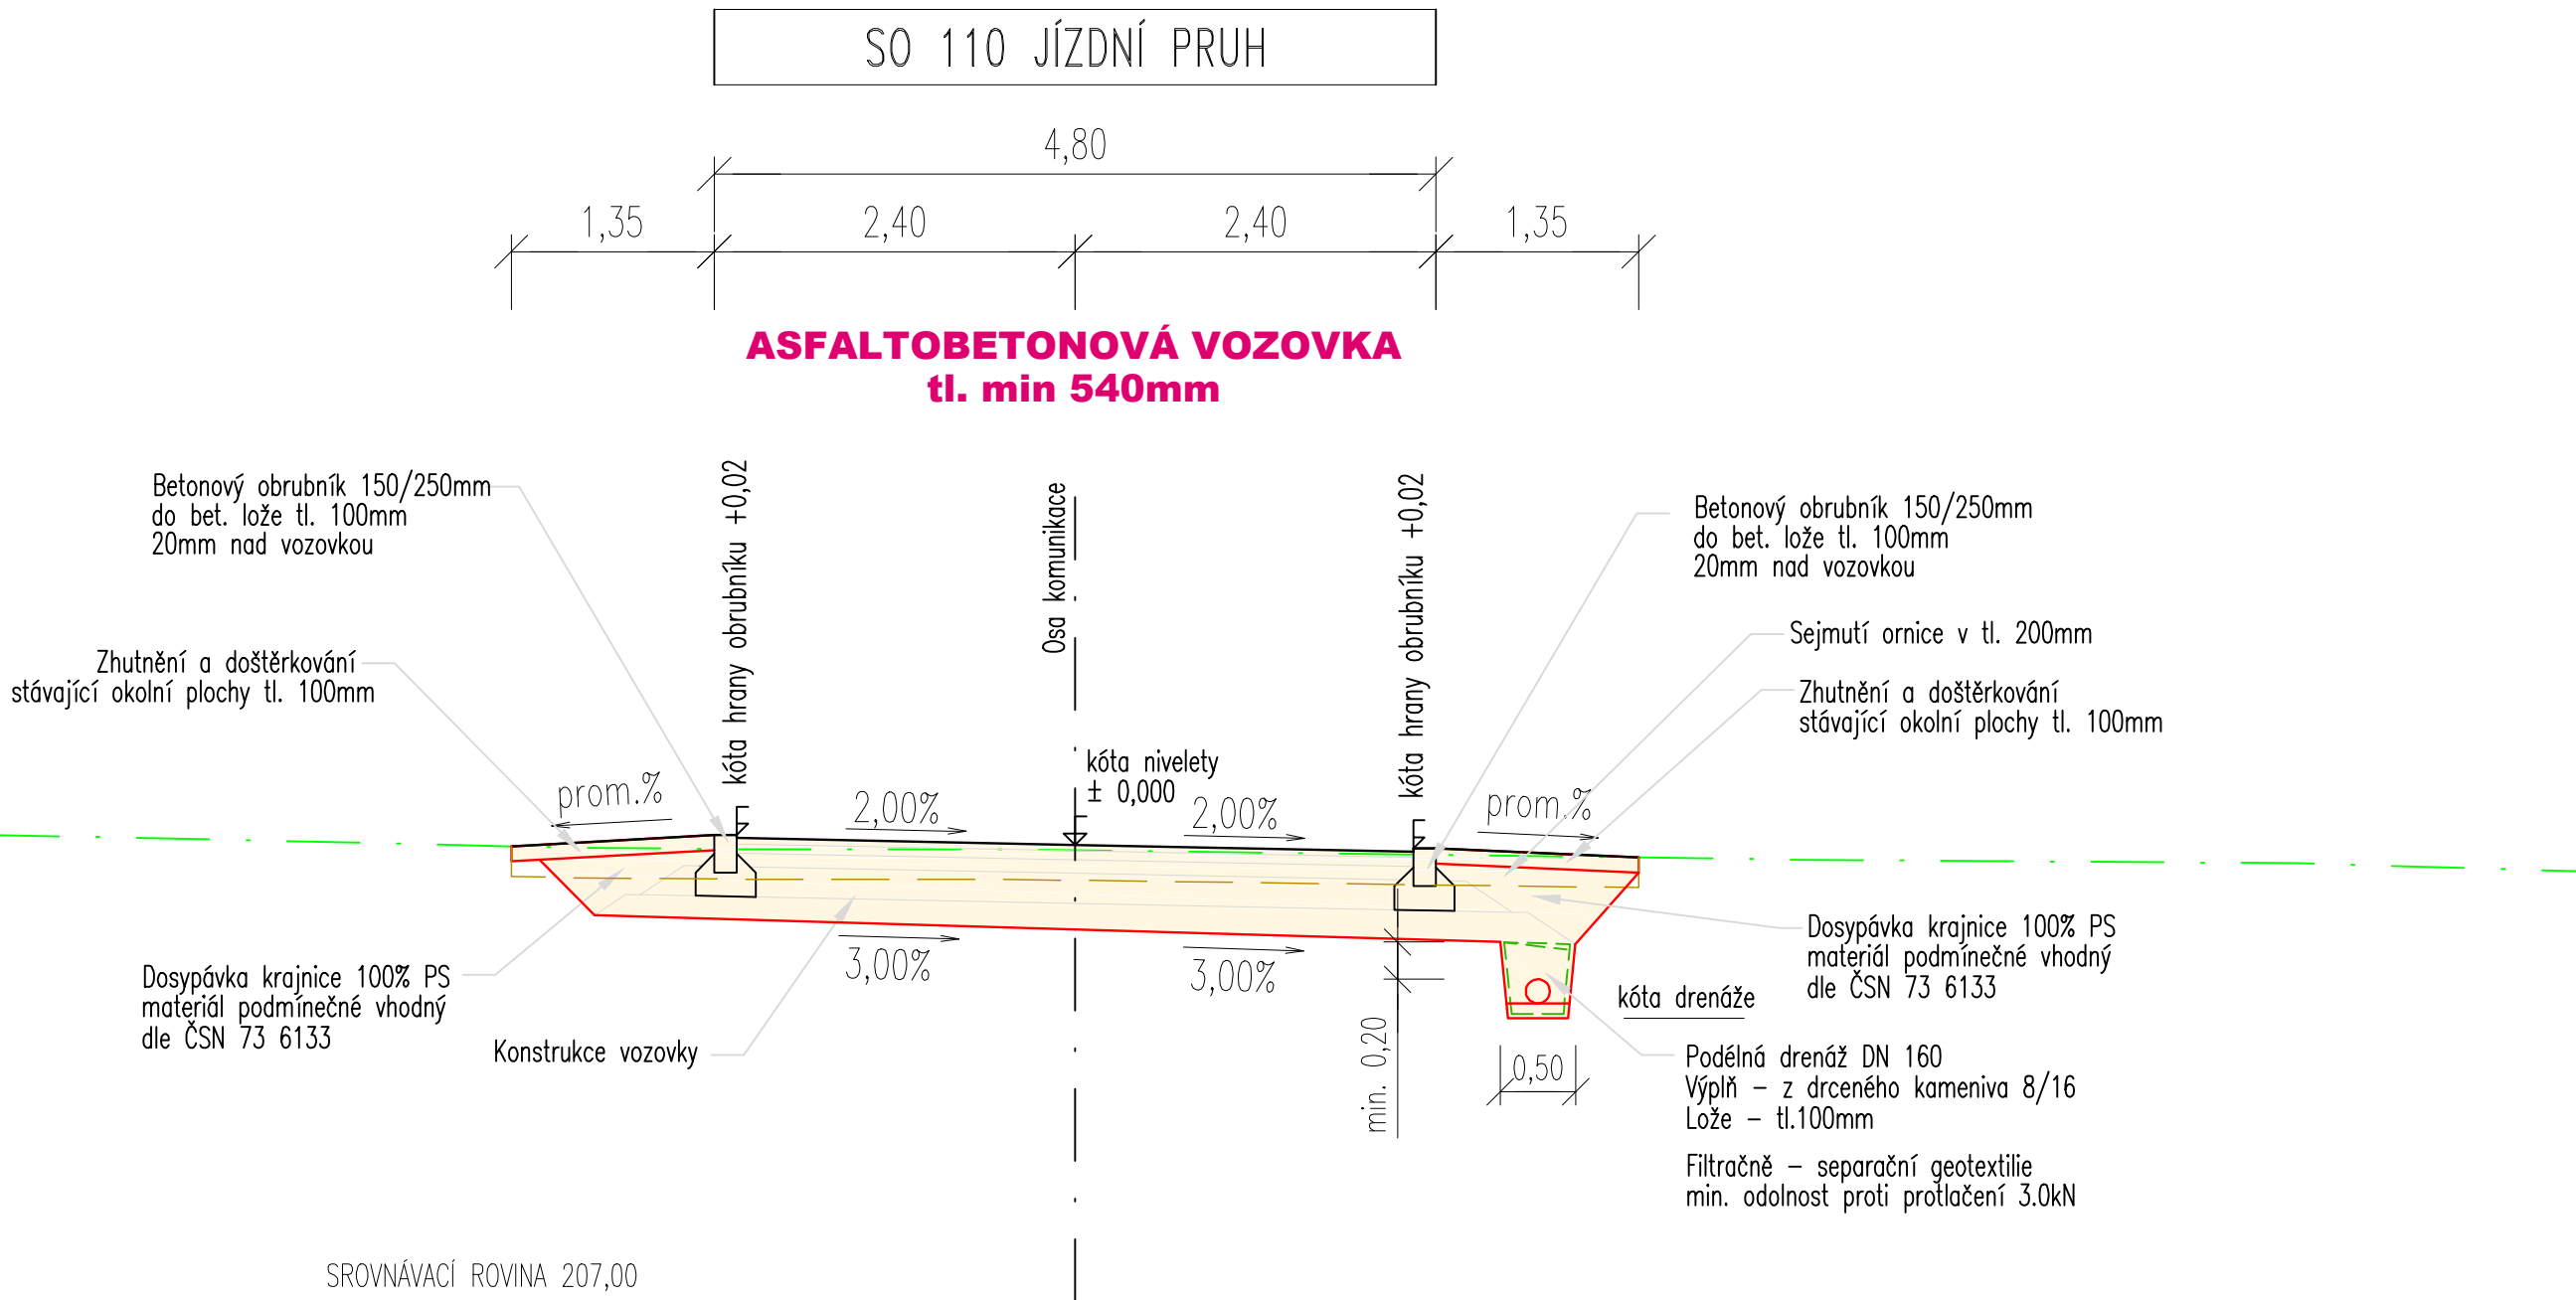 SO 110 JÍZDNÍ PRUH
4,80
1,35
2,40
2,40
1,35
ASFALTOBETONOVÁ VOZOVKA
tl. min 540mm
Betonový obrubník 150/250mm
do bet. lože tl. 100mm
20mm nad vozovkou
kóta hrany obrubníku +0,02
Osa komunikace
kóta hrany obrubníku +0,02
Betonový obrubník 150/250mm
do bet. lože tl. 100mm
20mm nad vozovkou
Sejmutí ornice v tl. 200mm
Zhutnění a doštěrkování
stávající okolní plochy tl. 100mm
Zhutnění a doštěrkování
stávající okolní plochy tl. 100mm
kóta nivelety
± 0,000
prom.%
2,00%
2,00%
prom.%
3,00%
3,00%
Dosypávka krajnice 100% PS
materiál podmínečné vhodný
dle ČSN 73 6133
Dosypávka krajnice 100% PS
materiál podmínečné vhodný
dle ČSN 73 6133
Konstrukce vozovky
kóta drenáže
min. 0,20
0,50
Podélná drenáž DN 160
Výplň – z drceného kameniva 8/16
Lože – tl.100mm
Filtračně – separační geotextilie
min. odolnost proti protlačení 3.0kN
SROVNÁVACÍ ROVINA 207,00